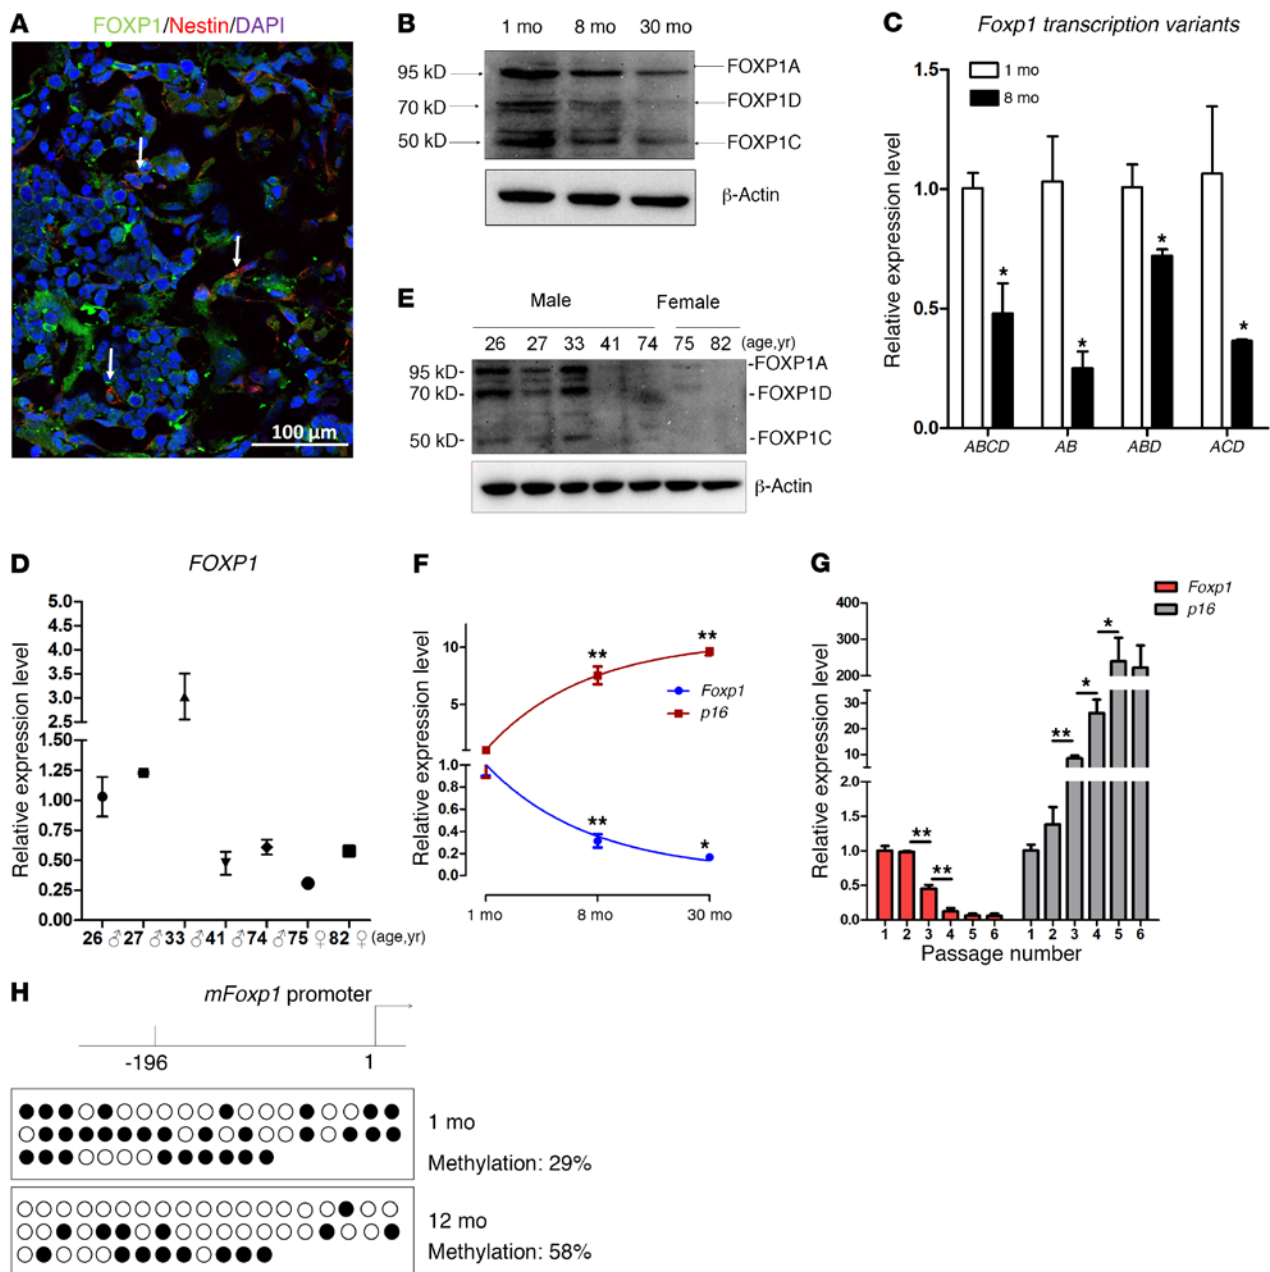 A
FOXP1/Nestin/DAPI
100 µm
B
1 mo 8 mo 30 mo
95 kD
70 kD
50 kD
FOXP1A
FOXP1D
FOXP1C
β-Actin
C
Foxp1 transcription variants
1 mo
8 mo
Relative expression level
1.5
1.0
0.5
0.0
* * * *
ABCD AB ABD ACD
E
Male Female
26 27 33 41 74 75 82 (age,yr)
95 kD-
70 kD-
50 kD-
-FOXP1A
-FOXP1D
-FOXP1C
β-Actin
D
FOXP1
Relative expression level
5.0
4.5
4.0
3.5
3.0
2.5
1.50
1.25
1.00
0.75
0.50
0.25
0.00
26 ♂ 27 ♂ 33 ♂ 41 ♂ 74 ♂ 75 ♀ 82 ♀ (age,yr)
F
Relative expression level
10
5
1.0
0.8
0.6
0.4
0.2
0.0
** **
Foxp1
p16
** *
1 mo 8 mo 30 mo
G
Foxp1
p16
Relative expression level
400
300
200
30
20
10
2.0
1.0
0.5
0.0
** ** ** * *
1 2 3 4 5 6 1 2 3 4 5 6
Passage number
H
mFoxp1 promoter
-196 1
1 mo
Methylation: 29%
12 mo
Methylation: 58%